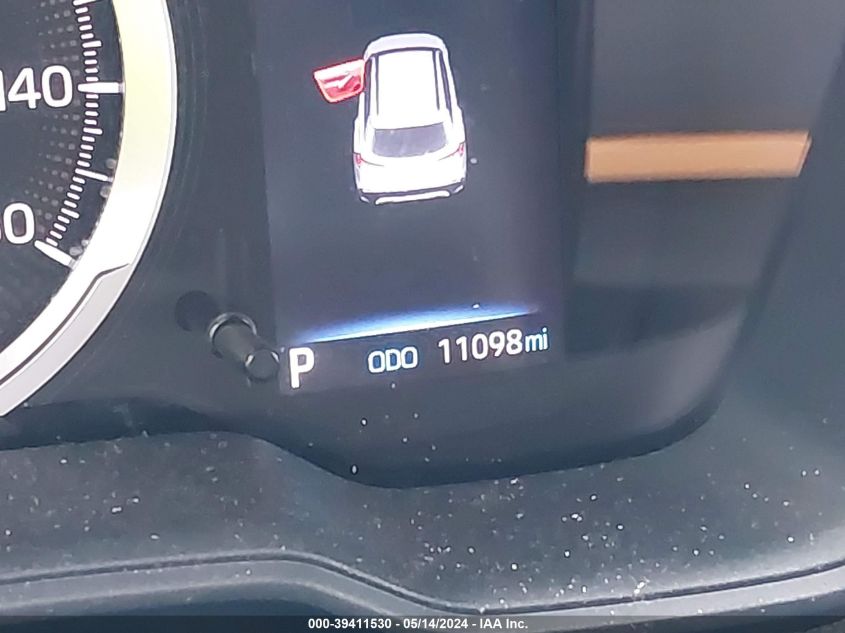 140
P ODO 11098mi
000-39411530 - 05/14/2024 - IAA Inc.